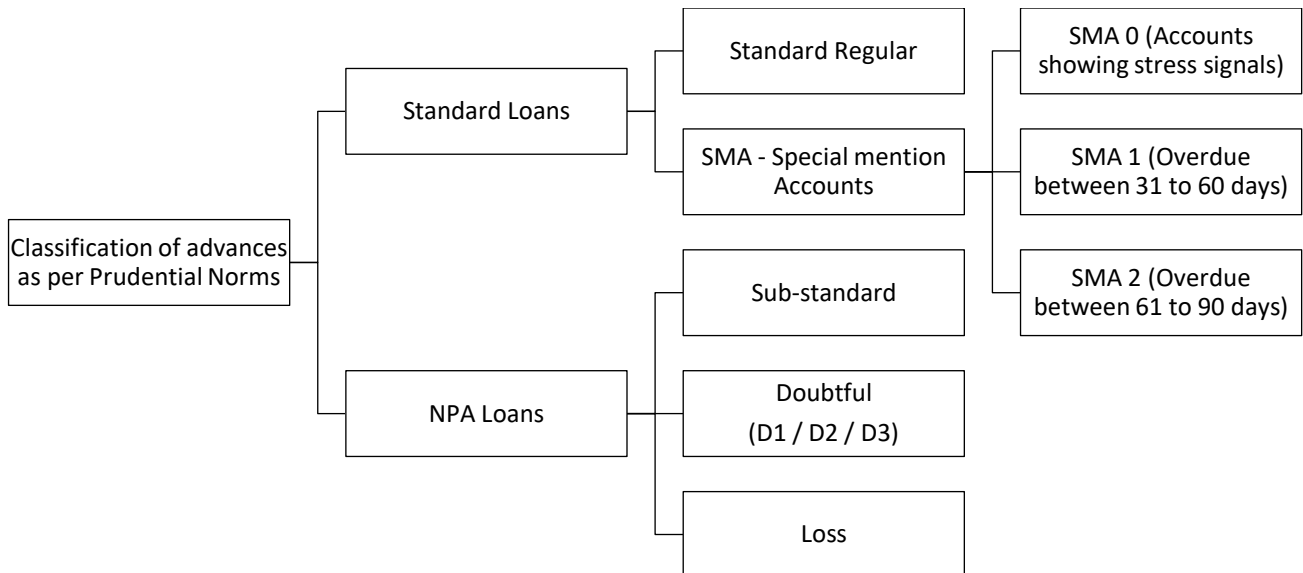 Classification of advances
as per Prudential Norms
Standard Loans
Standard Regular
SMA - Special mention
Accounts
SMA 0 (Accounts
showing stress signals)
SMA 1 (Overdue
between 31 to 60 days)
SMA 2 (Overdue
between 61 to 90 days)
NPA Loans
Sub-standard
Doubtful
(D1 / D2 / D3)
Loss